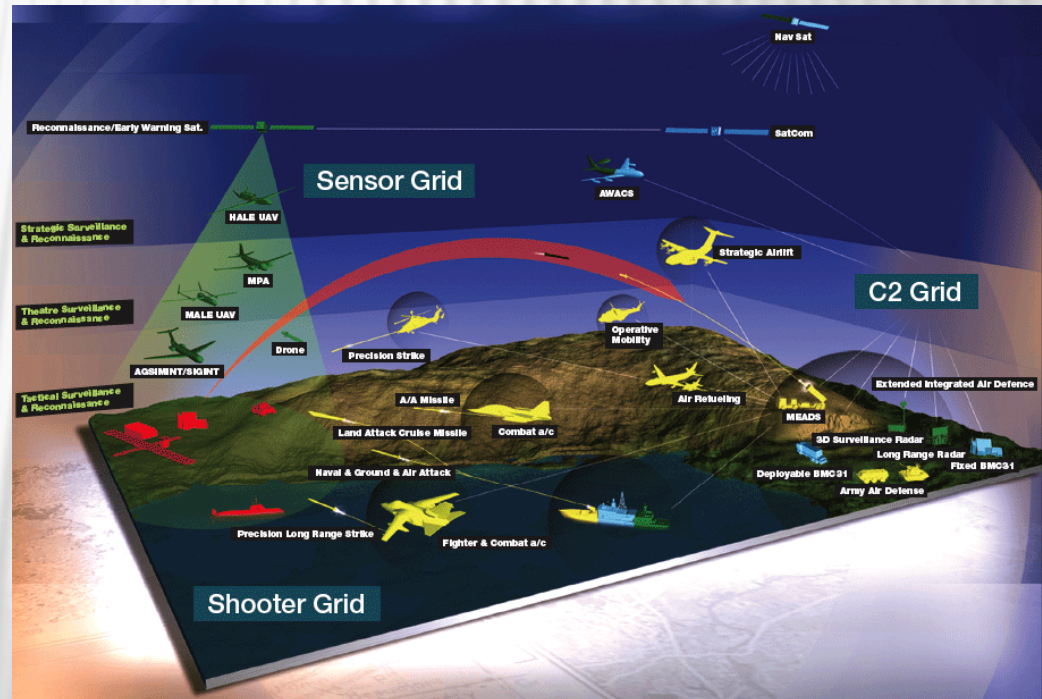 Nav Sat
Reconnaissance/Early Warning Sat.
SatCom
Sensor Grid
AWACS
HALE UAV
Strategic Surveillance
& Reconnaissance
Strategic Airlift
MPA
C2 Grid
Theatre Surveillance
& Reconnaissance
MALE UAV
Drone
Operative
Mobility
Precision Strike
AGSIMINT/SIGINT
Tactical Surveillance
& Reconnaissance
Air Refueling
Extended Integrated Air Defence
A/A Missile
MEADS
Land Attack Cruise Missile
Combat a/c
3D Surveillance Radar
Long Range Radar
Naval & Ground & Air Attack
Deployable BMC31
Fixed BMC31
Army Air Defense
Precision Long Range Strike
Fighter & Combat a/c
Shooter Grid